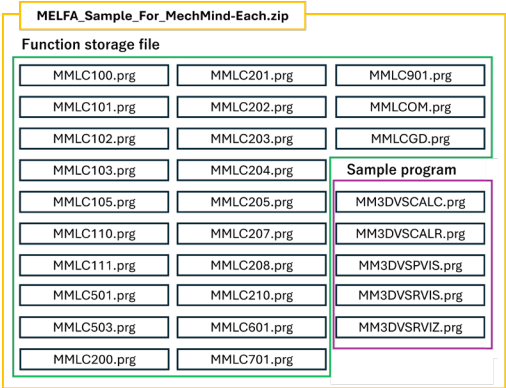 MELFA_Sample_For_MechMind-Each.zip
Function storage file
MMLC100.prg MMLC201.prg MMLC901.prg
MMLC101.prg MMLC202.prg MMLCOM.prg
MMLC102.prg MMLC203.prg MMLCGD.prg
MMLC103.prg MMLC204.prg Sample program
MMLC105.prg MMLC205.prg MM3DVSCALC.prg
MMLC110.prg MMLC207.prg MM3DVSCALR.prg
MMLC111.prg MMLC208.prg MM3DVSPVIS.prg
MMLC501.prg MMLC210.prg MM3DVSRVIS.prg
MMLC503.prg MMLC601.prg MM3DVSRVIZ.prg
MMLC200.prg MMLC701.prg